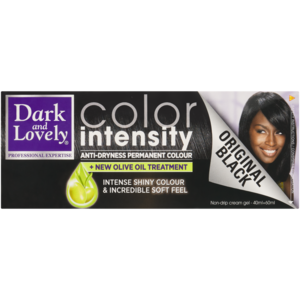 Dark
and
Lovely®
PROFESSIONAL EXPERTISE
color
intensity
ANTI-DRYNESS PERMANENT COLOUR
+ NEW OLIVE OIL TREATMENT
INTENSE SHINY COLOUR
& INCREDIBLE SOFT FEEL
ORIGINAL
BLACK
Non-drip cream gel - 40ml+60ml